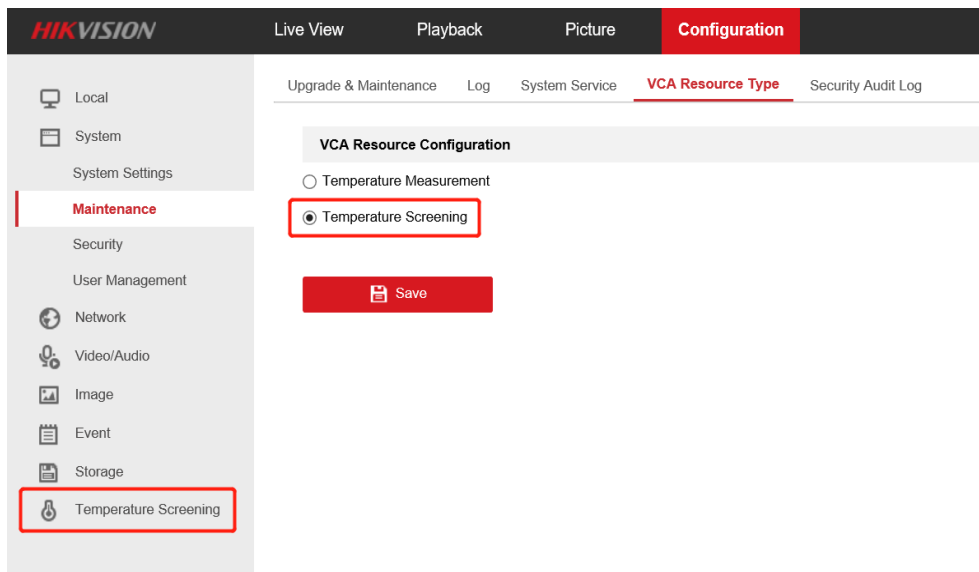 HIKVISION Live View Playback Picture Configuration
Local
System
System Settings
Maintenance
Security
User Management
Network
Video/Audio
Image
Event
Storage
Temperature Screening
Upgrade & Maintenance Log System Service VCA Resource Type Security Audit Log
VCA Resource Configuration
Temperature Measurement
Temperature Screening
Save